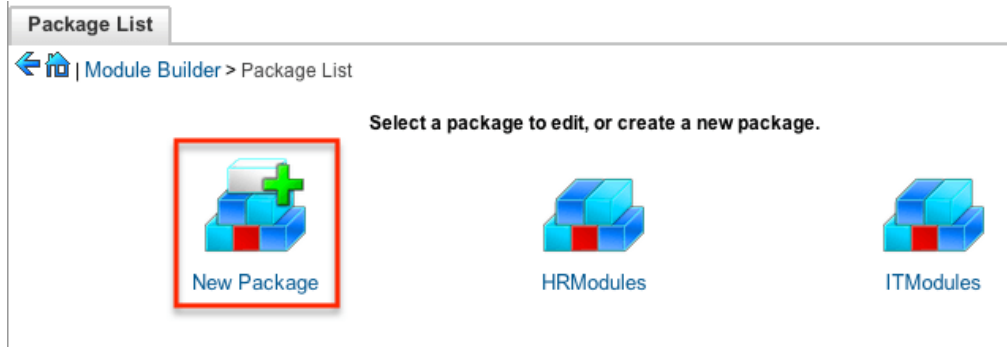 Package List
| Module Builder > Package List
Select a package to edit, or create a new package.
New Package
HRModules
ITModules